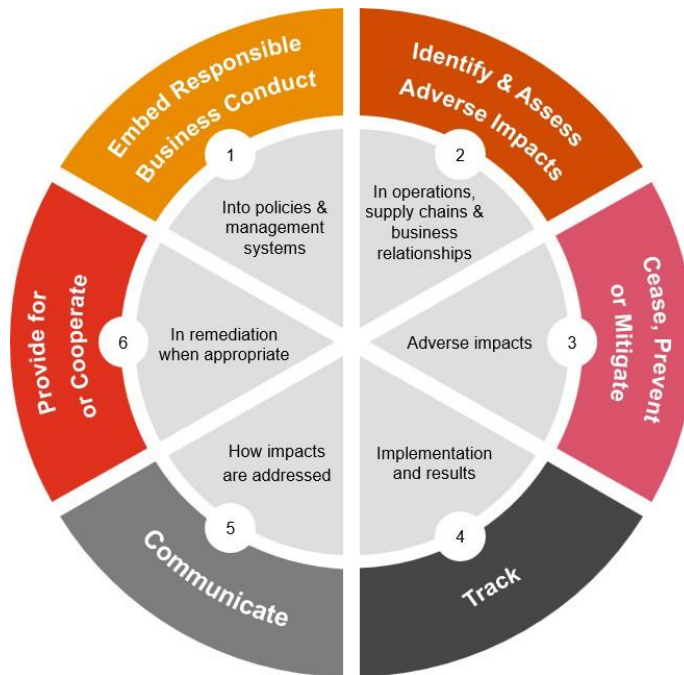 Embed Responsible
Business Conduct
1
Into policies &
management
systems
Identify & Assess
Adverse Impacts
2
In operations,
supply chains &
business
relationships
Cease, Prevent
or Mitigate
3
Adverse impacts
Track
4
Implementation
and results
Communicate
5
How impacts
are addressed
Provide for
or Cooperate
6
In remediation
when appropriate